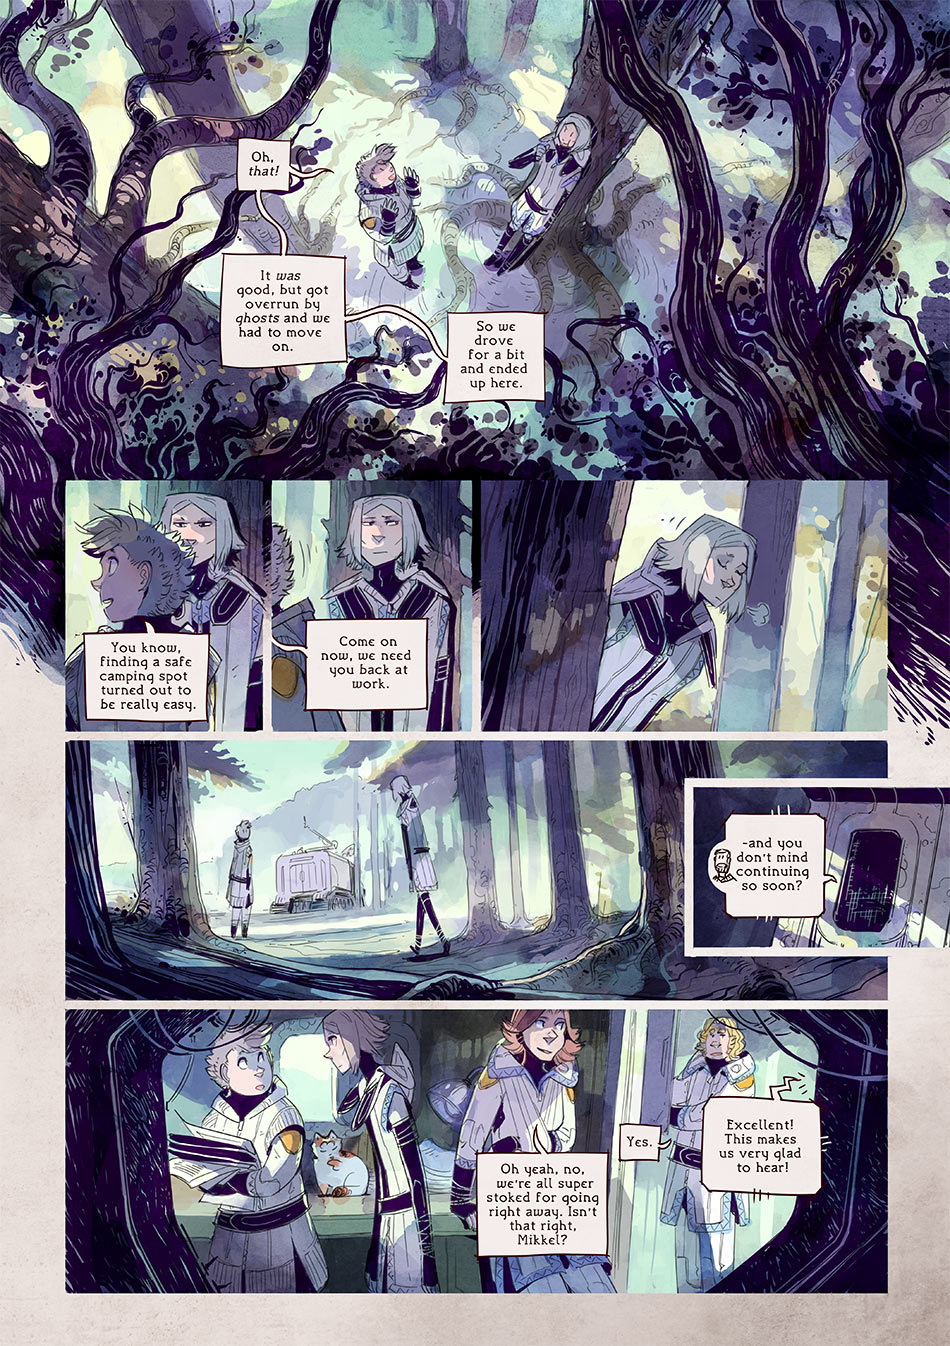 Oh,
that!
It was
good, but got
overrun by
ghosts and we
had to move
on.
So we
drove
for a bit
and ended
up here.
You know,
finding a safe
camping spot
turned out to
be really easy.
Come on
now, we need
you back at
work.
-and you
don't mind
continuing
so soon?
Oh yeah, no,
we're all super
stoked for going
right away. Isn't
that right,
Mikkel?
Yes.
Excellent!
This makes
us very glad
to hear!